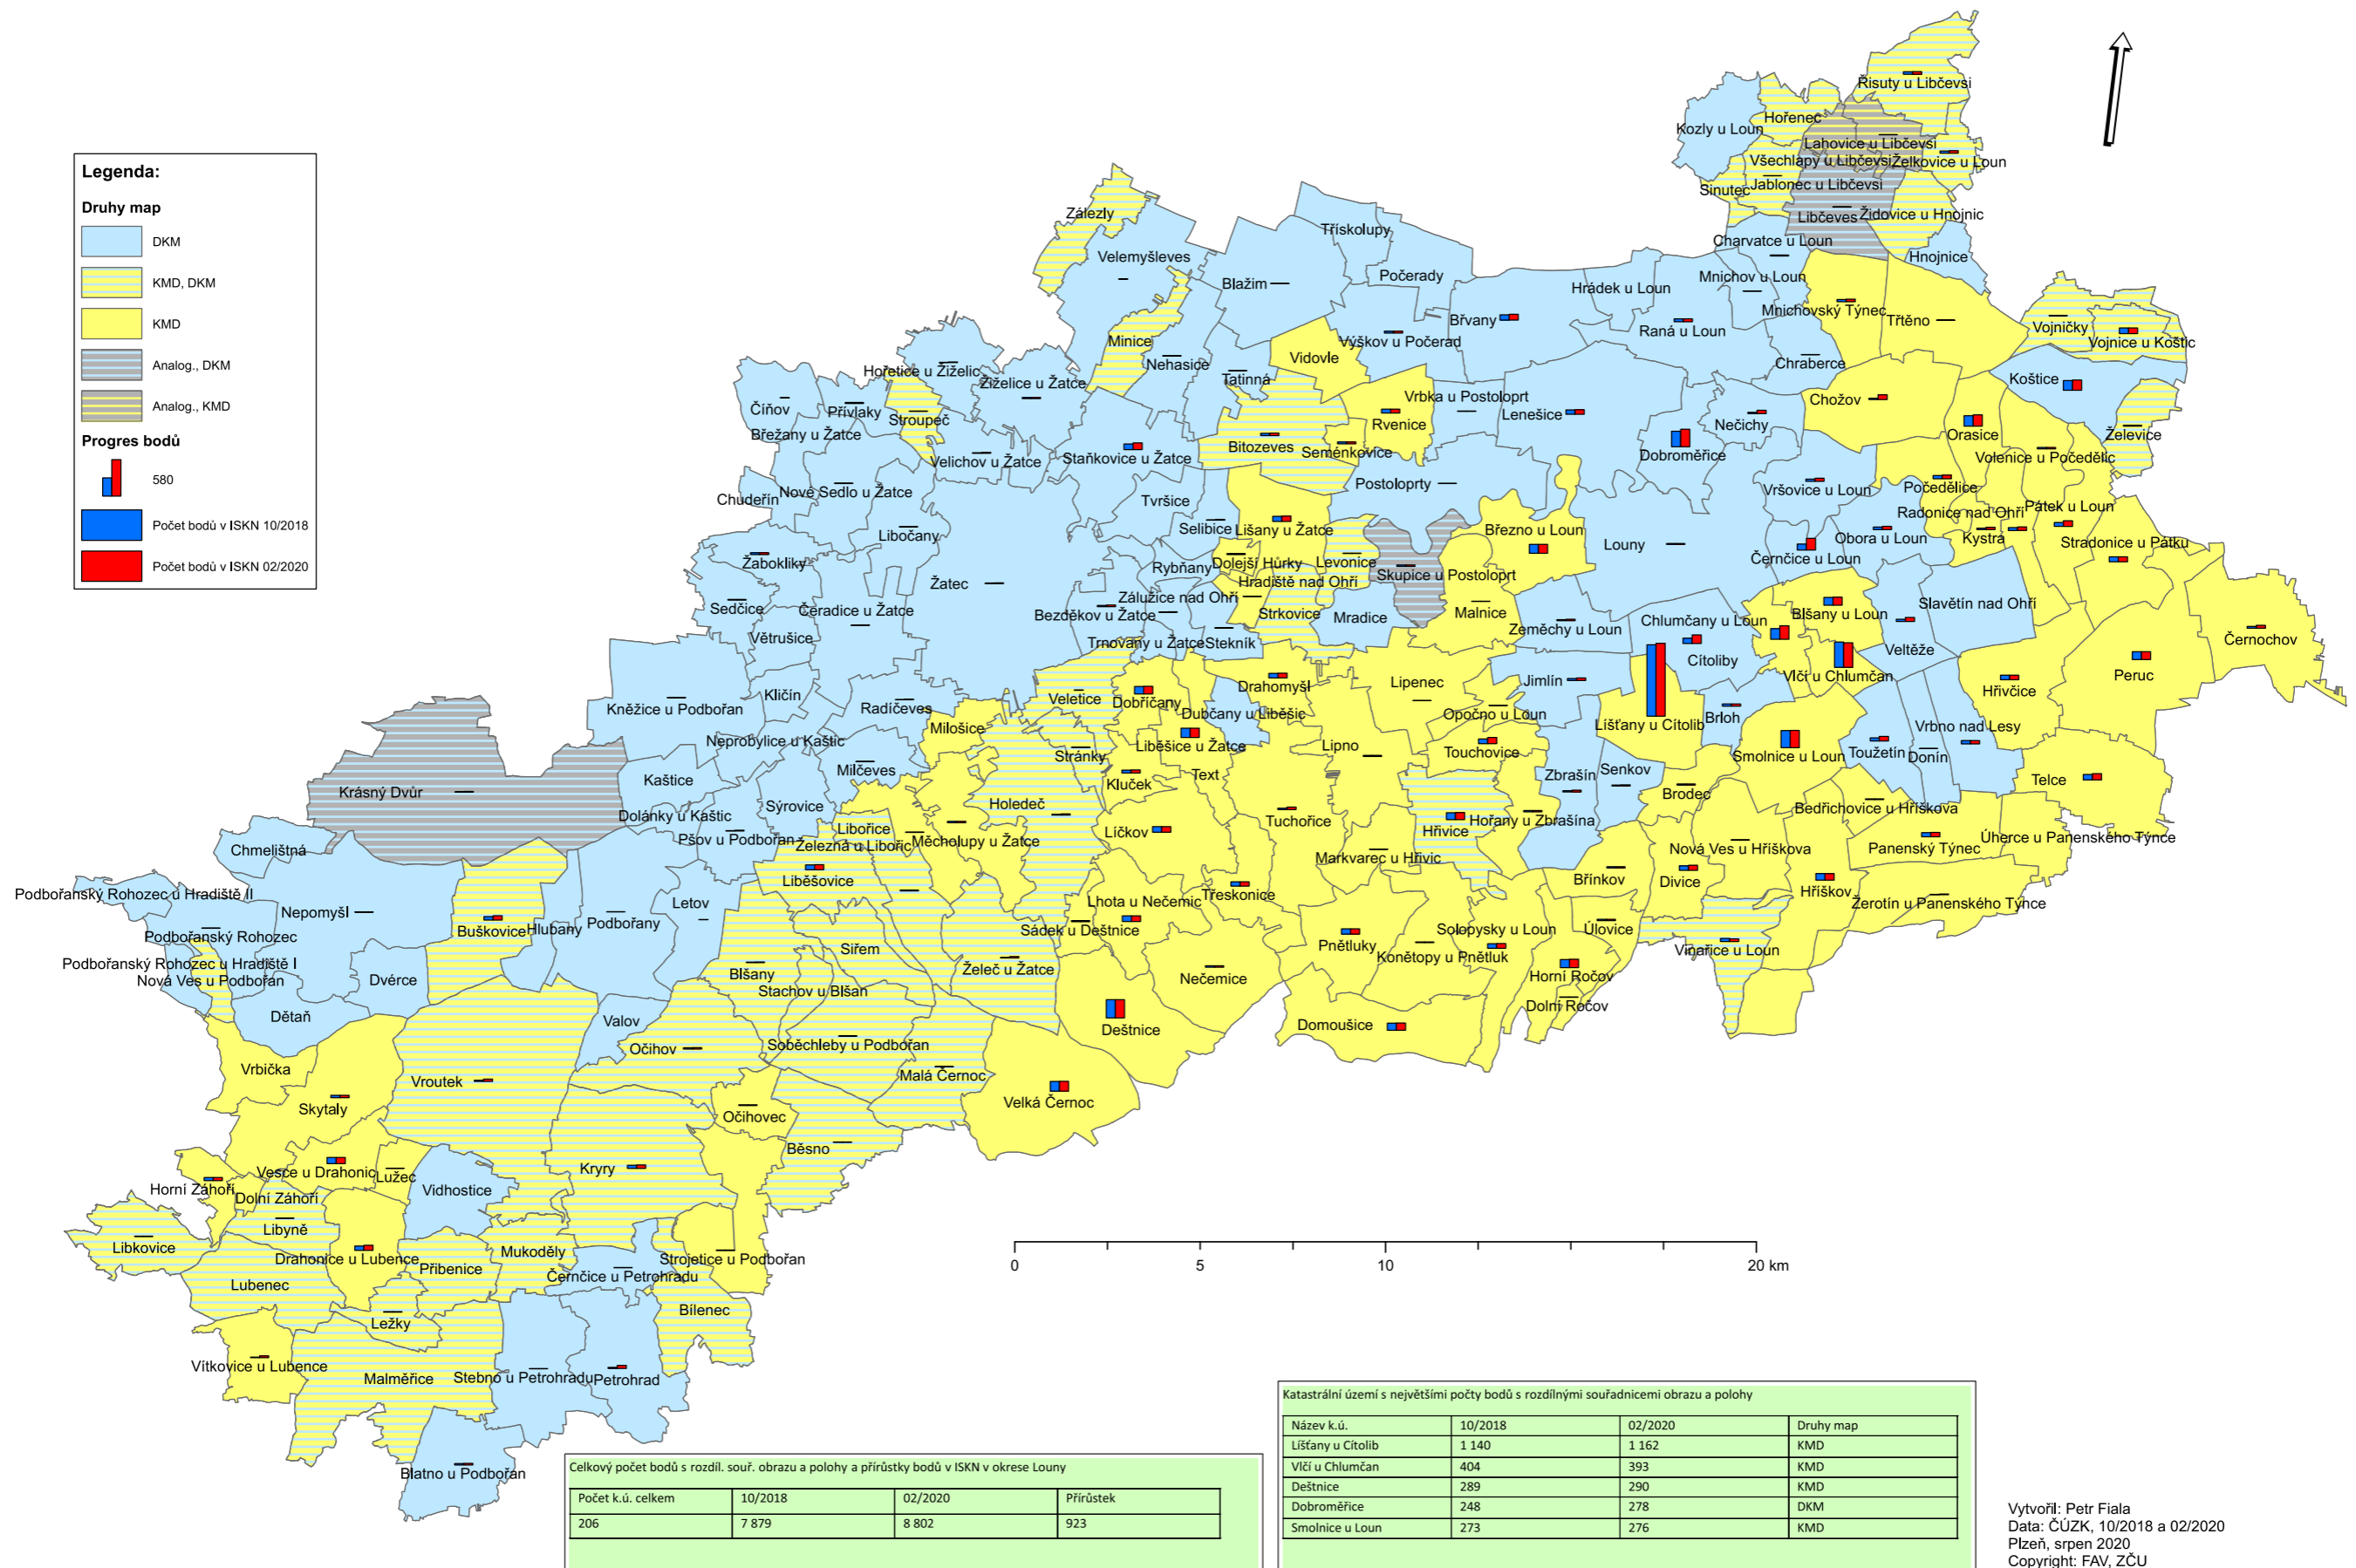 Legenda:
Druhy map
DKM
KMD, DKM
KMD
Analog., DKM
Analog., KMD
Progres bodů
580
Počet bodů v ISKN 10/2018
Počet bodů v ISKN 02/2020
Řisuty u Libčevsi
Kozly u Loun
Hořenec
Lahovice u Libčevsi
Všechlapy u Libčevsi
Želkovice u Loun
Sinutec
Jablonec u Libčevsi
Libčeves
Židovice u Hnojnic
Zálezly
Třískolupy
Charvatce u Loun
Hnojnice
Velemyšleves
Počerady
Blažim
Hrádek u Loun
Mnichov u Loun
Mnichovský Týnec
Třtěno
Břvany
Raná u Loun
Vojničky
Vojnice u Koštic
Minice
Výškov u Počerad
Vidovle
Nehasice
Chraberce
Koštice
Hořetice u Žiželic
Žiželice u Žatce
Tatinná
Vrbka u Postoloprt
Chožov
Číňov
Přívlaky
Stroupeč
Rvenice
Lenešice
Nečichy
Orasice
Želevice
Břežany u Žatce
Velichov u Žatce
Staňkovice u Žatce
Bitozeves
Seménkovice
Dobroměřice
Volenice u Počedělic
Chudeřín
Nové Sedlo u Žatce
Tvršice
Postoloprty
Vršovice u Loun
Počedělice
Radonice nad Ohří
Pátek u Loun
Libočany
Selibice
Lišany u Žatce
Březno u Loun
Louny
Obora u Loun
Kystra
Stradonice u Pátku
Žabokliky
Rybňany
Dolejší Hůrky
Levonice
Skupice u Postoloprt
Černčice u Loun
Žatec
Hradiště nad Ohří
Sedčice
Čeradice u Žatce
Bezděkov u Žatce
Zálužice nad Ohří
Strkovice
Mradice
Malnice
Blšany u Loun
Slavětín nad Ohří
Větrušice
Trnovany u Žatce
Stekník
Zeměchy u Loun
Chlumčany u Loun
Černochov
Cítoliby
Veltěže
Kličín
Veletice
Dobříčany
Drahomyšl
Lipenec
Jimlín
Vlčí u Chlumčan
Hřivčice
Peruc
Kněžice u Podbořan
Radíčeves
Dubčany u Liběšic
Opočno u Loun
Líšťany u Cítolib
Brloh
Milošice
Liběšice u Žatce
Neprobylice u Kaštic
Stránky
Lipno
Touchovice
Smolnice u Loun
Toužetín
Donín
Vrbno nad Lesy
Krásný Dvůr
Kaštice
Milčeves
Kluček
Text
Zbrašín
Senkov
Brodec
Telce
Dolánky u Kaštic
Sýrovice
Holedeč
Tuchořice
Bedřichovice u Hříškova
Chmelištná
Pšov u Podbořan
Libořice
Železná u Libořic
Měcholupy u Žatce
Líčkov
Hřivice
Hořany u Zbrašína
Markvarec u Hřivic
Nová Ves u Hříškova
Panenský Týnec
Úherce u Panenského Týnce
Liběšovice
Břínkov
Divice
Hříškov
Podbořanský Rohozec u Hradiště II
Nepomyšl
Letov
Lhota u Nečemic
Třeskonice
Žerotín u Panenského Týnce
Podbořanský Rohozec
Buškovice
Hlubany
Podbořany
Sádek u Deštnice
Solopysky u Loun
Úlovice
Siřem
Pnětluky
Konětopy u Pnětluk
Vinařice u Loun
Podbořanský Rohozec u Hradiště I
Nová Ves u Podbořan
Dvérce
Blšany
Želeč u Žatce
Nečemice
Horní Ročov
Stachov u Blšan
Dolní Ročov
Dětaň
Valov
Deštnice
Domoušice
Očihov
Soběchleby u Podbořan
Vrbička
Vroutek
Malá Černoc
Skytaly
Očihovec
Velká Černoc
Běsno
Vesce u Drahonic
Lužec
Kryry
Horní Záhoří
Dolní Záhoří
Vidhostice
Libyně
Libkovice
Mukoděly
Drahonice u Lubence
Přibenice
Strojetice u Podbořan
Lubenec
Černčice u Petrohradu
0 5 10 20 km
Ležky
Bílenec
Vítkovice u Lubence
Malměřice
Stebno u Petrohradu
Petrohrad
Blatno u Podbořan
Celkový počet bodů s rozdíl. souř. obrazu a polohy a přírůstky bodů v ISKN v okrese Louny
Počet k.ú. celkem 10/2018 02/2020 Přírůstek
206 7 879 8 802 923
Katastrální území s největšími počty bodů s rozdílnými souřadnicemi obrazu a polohy
Název k.ú. 10/2018 02/2020 Druhy map
Líšťany u Cítolib 1 140 1 162 KMD
Vlčí u Chlumčan 404 393 KMD
Deštnice 289 290 KMD
Dobroměřice 248 278 DKM
Smolnice u Loun 273 276 KMD
Vytvořil: Petr Fiala
Data: ČÚZK, 10/2018 a 02/2020
Plzeň, srpen 2020
Copyright: FAV, ZČU